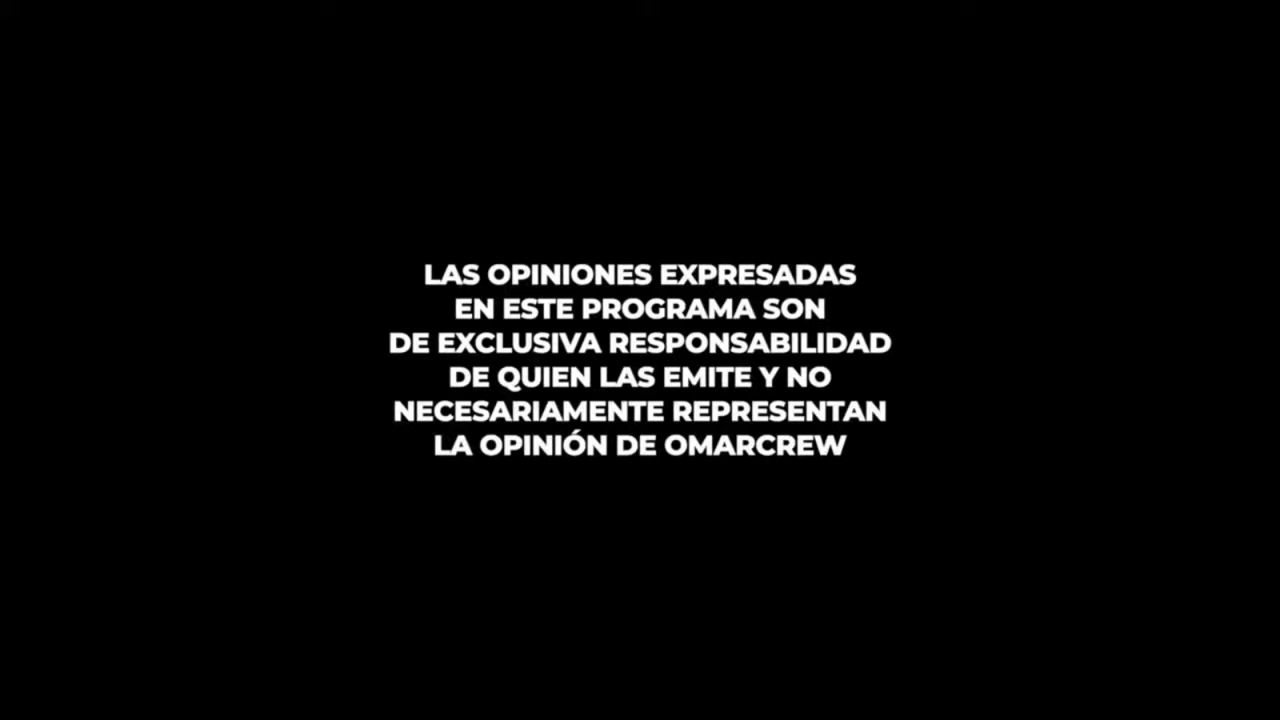 LAS OPINIONES EXPRESADAS
EN ESTE PROGRAMA SON
DE EXCLUSIVA RESPONSABILIDAD
DE QUIEN LAS EMITE Y NO
NECESARIAMENTE REPRESENTAN
LA OPINIÓN DE OMARCREW